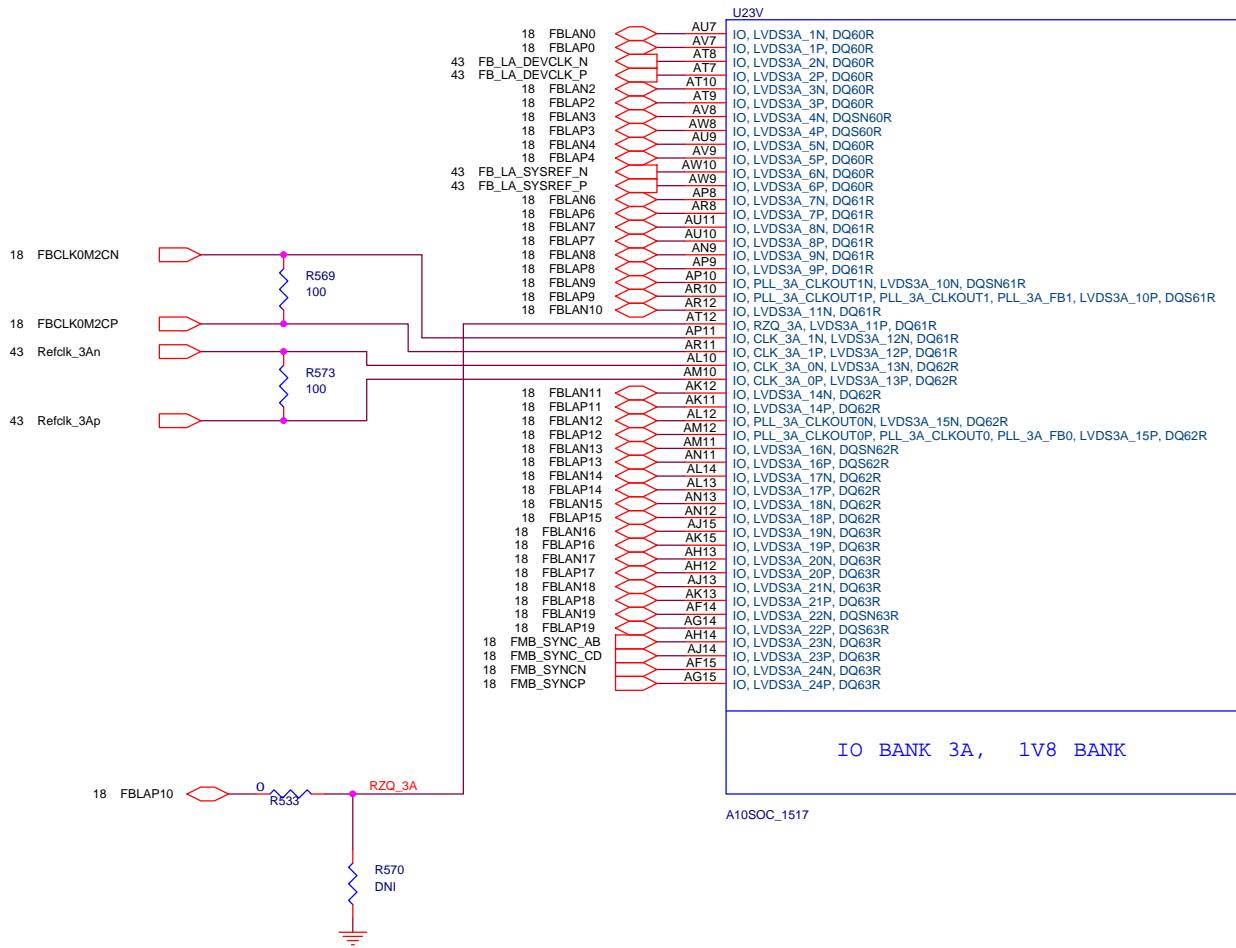 U23V
18 FBLAN0 AU7 IO, LVDS3A_1N, DQ60R
18 FBLAP0 AV7 IO, LVDS3A_1P, DQ60R
43 FB_LA_DEVCLK_N AT8 IO, LVDS3A_2N, DQ60R
43 FB_LA_DEVCLK_P AT7 IO, LVDS3A_2P, DQ60R
18 FBLAN2 AT10 IO, LVDS3A_3N, DQ60R
18 FBLAP2 AT9 IO, LVDS3A_3P, DQ60R
18 FBLAN3 AV8 IO, LVDS3A_4N, DQSN60R
18 FBLAP3 AW8 IO, LVDS3A_4P, DQS60R
18 FBLAN4 AU9 IO, LVDS3A_5N, DQ60R
18 FBLAP4 AV9 IO, LVDS3A_5P, DQ60R
43 FB_LA_SYSREF_N AW10 IO, LVDS3A_6N, DQ60R
43 FB_LA_SYSREF_P AW9 IO, LVDS3A_6P, DQ60R
18 FBLAN6 AP8 IO, LVDS3A_7N, DQ61R
18 FBLAP6 AR8 IO, LVDS3A_7P, DQ61R
18 FBLAN7 AU11 IO, LVDS3A_8N, DQ61R
18 FBLAP7 AU10 IO, LVDS3A_8P, DQ61R
18 FBLAN8 AN9 IO, LVDS3A_9N, DQ61R
18 FBLAP8 AP9 IO, LVDS3A_9P, DQ61R
18 FBLAN9 AP10 IO, PLL_3A_CLKOUT1N, LVDS3A_10N, DQSN61R
18 FBLAP9 AR10 IO, PLL_3A_CLKOUT1P, PLL_3A_CLKOUT1, PLL_3A_FB1, LVDS3A_10P, DQS61R
18 FBLAN10 AR12 IO, LVDS3A_11N, DQ61R
AT12 IO, RZQ_3A, LVDS3A_11P, DQ61R
AP11 IO, CLK_3A_1N, LVDS3A_12N, DQ61R
AR11 IO, CLK_3A_1P, LVDS3A_12P, DQ61R
AL10 IO, CLK_3A_0N, LVDS3A_13N, DQ62R
AM10 IO, CLK_3A_0P, LVDS3A_13P, DQ62R
18 FBCLK0M2CN
R569
100
18 FBCLK0M2CP
43 Refclk_3An
R573
100
43 Refclk_3Ap
18 FBLAN11 AK12 IO, LVDS3A_14N, DQ62R
18 FBLAP11 AK11 IO, LVDS3A_14P, DQ62R
18 FBLAN12 AL12 IO, PLL_3A_CLKOUT0N, LVDS3A_15N, DQ62R
18 FBLAP12 AM12 IO, PLL_3A_CLKOUT0P, PLL_3A_CLKOUT0, PLL_3A_FB0, LVDS3A_15P, DQ62R
18 FBLAN13 AM11 IO, LVDS3A_16N, DQSN62R
18 FBLAP13 AN11 IO, LVDS3A_16P, DQS62R
18 FBLAN14 AL14 IO, LVDS3A_17N, DQ62R
18 FBLAP14 AL13 IO, LVDS3A_17P, DQ62R
18 FBLAN15 AN13 IO, LVDS3A_18N, DQ62R
18 FBLAP15 AN12 IO, LVDS3A_18P, DQ62R
18 FBLAN16 AJ15 IO, LVDS3A_19N, DQ63R
18 FBLAP16 AK15 IO, LVDS3A_19P, DQ63R
18 FBLAN17 AH13 IO, LVDS3A_20N, DQ63R
18 FBLAP17 AH12 IO, LVDS3A_20P, DQ63R
18 FBLAN18 AJ13 IO, LVDS3A_21N, DQ63R
18 FBLAP18 AK13 IO, LVDS3A_21P, DQ63R
18 FBLAN19 AF14 IO, LVDS3A_22N, DQSN63R
18 FBLAP19 AG14 IO, LVDS3A_22P, DQS63R
18 FMB_SYNC_AB AH14 IO, LVDS3A_23N, DQ63R
18 FMB_SYNC_CD AJ14 IO, LVDS3A_23P, DQ63R
18 FMB_SYNCN AF15 IO, LVDS3A_24N, DQ63R
18 FMB_SYNCP AG15 IO, LVDS3A_24P, DQ63R
IO BANK 3A, 1V8 BANK
A10SOC_1517
18 FBLAP10
0
R533
RZQ_3A
R570
DNI